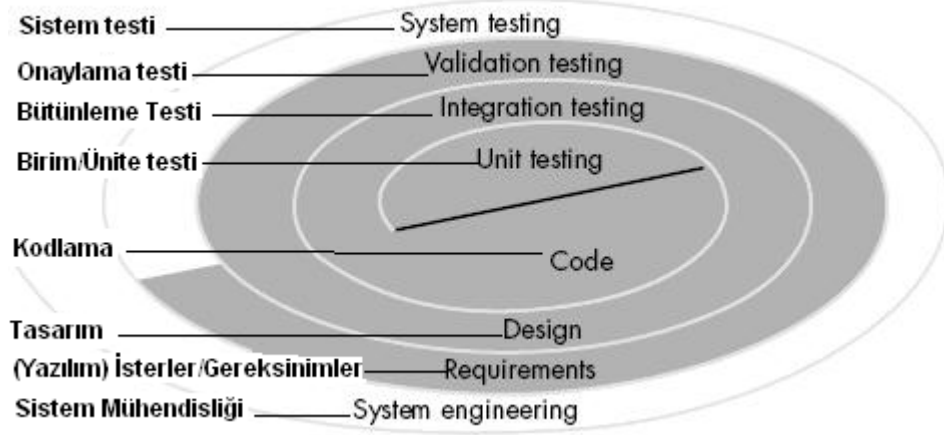 Sistem testi System testing
Onaylama testi Validation testing
Bütünleme Testi Integration testing
Birim/Ünite testi Unit testing
Kodlama Code
Tasarım Design
(Yazılım) İsterler/Gereksinimler Requirements
Sistem Mühendisliği System engineering